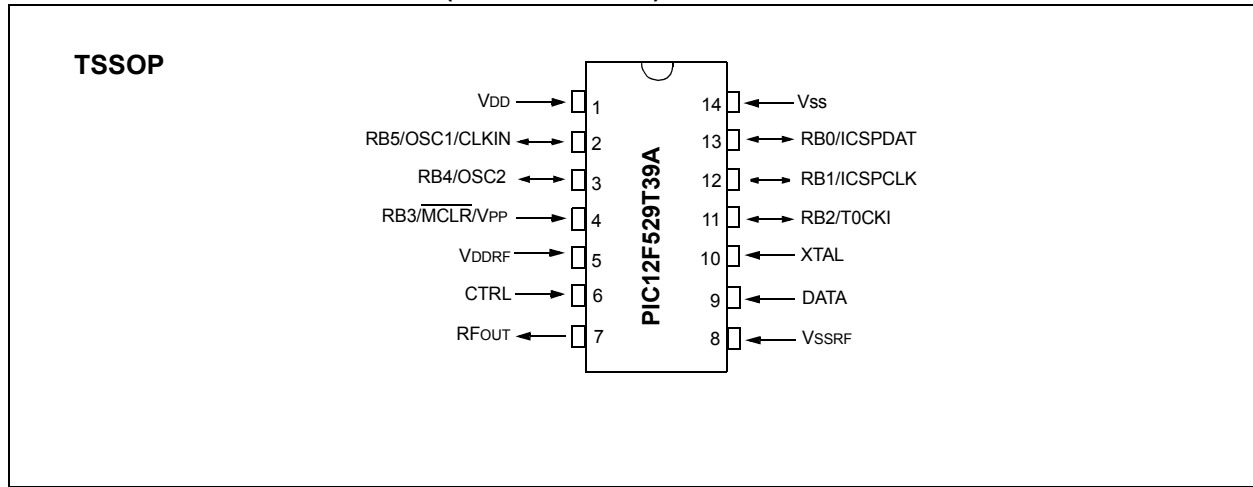 TSSOP
VDD 1 14 VSS
RB5/OSC1/CLKIN 2 13 RB0/ICSPDAT
RB4/OSC2 3 12 RB1/ICSPCLK
RB3/MCLR/VPP 4 11 RB2/T0CKI
VDDRF 5 10 XTAL
CTRL 6 9 DATA
RFOUT 7 8 VSSRF
PIC12F529T39A